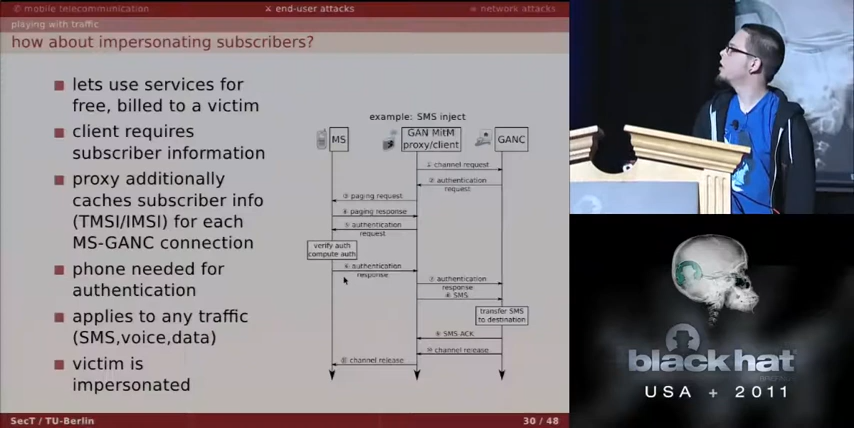 © mobile telecommunication
end-user attacks
network attacks
playing with traffic
how about impersonating subscribers?
lets use services for
free, billed to a victim
client requires
subscriber information
proxy additionally
caches subscriber info
(TMSI/IMSI) for each
MS-GANC connection
phone needed for
authentication
applies to any traffic
(SMS,voice,data)
victim is
impersonated
example: SMS inject
MS
GAN MitM
proxy/client
GANC
① channel request
② authentication
request
③ paging request
④ paging response
⑤ authentication
request
verify auth
compute auth
⑥ authentication
response
⑦ authentication
response
⑧ SMS
transfer SMS
to destination
⑨ SMS-ACK
⑩ channel release
⑪ channel release
SecT / TU-Berlin
30 / 48
black hat
USA + 2011